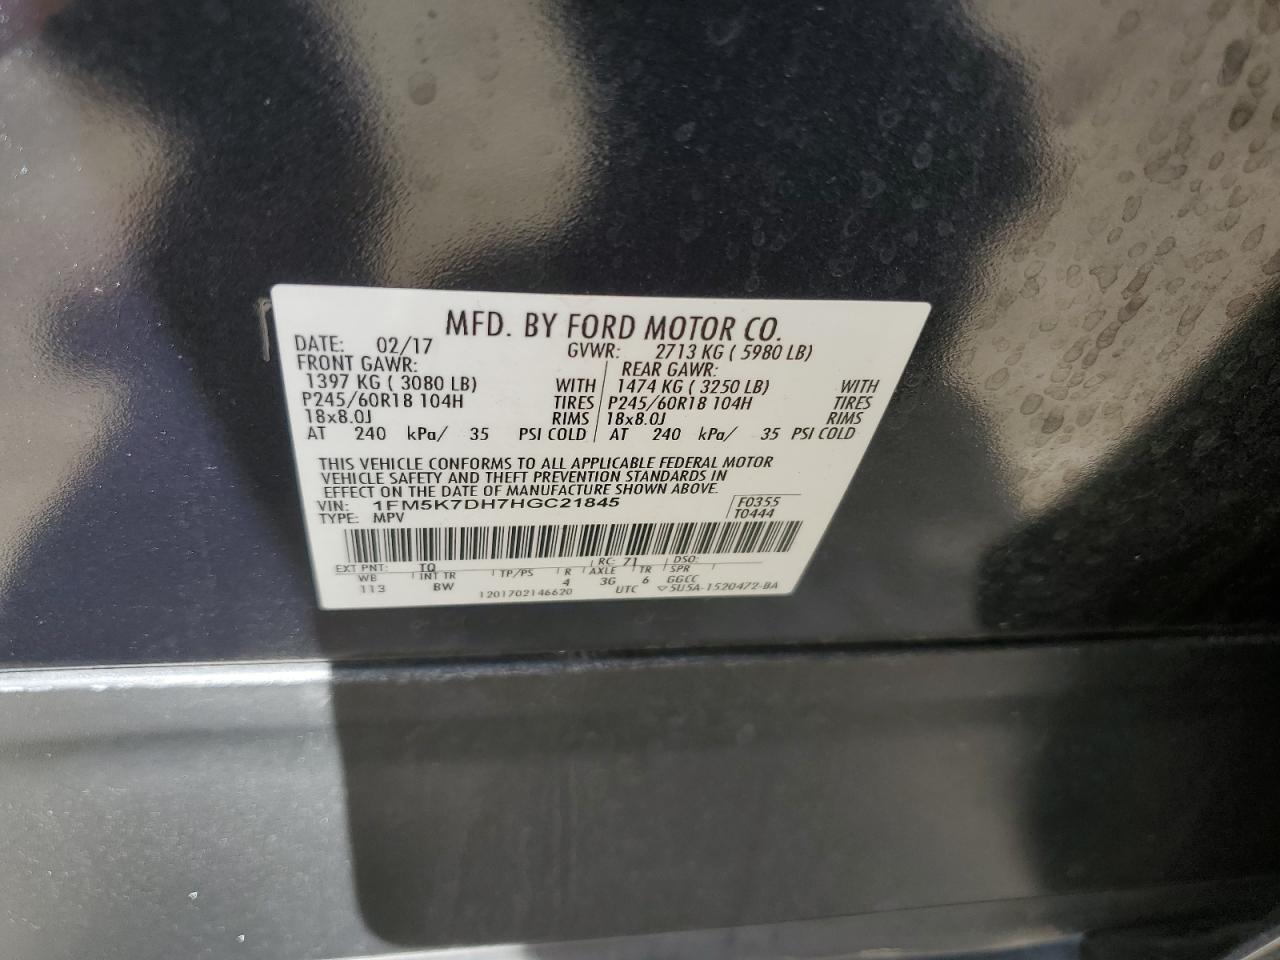 MFD. BY FORD MOTOR CO.
DATE: 02/17 GVWR: 2713 KG ( 5980 LB)
FRONT GAWR: REAR GAWR:
1397 KG ( 3080 LB) WITH 1474 KG ( 3250 LB) WITH
P245/60R18 104H TIRES P245/60R18 104H TIRES
18x8.0J RIMS 18x8.0J RIMS
AT 240 kPa/ 35 PSI COLD AT 240 kPa/ 35 PSI COLD
THIS VEHICLE CONFORMS TO ALL APPLICABLE FEDERAL MOTOR
VEHICLE SAFETY AND THEFT PREVENTION STANDARDS IN
EFFECT ON THE DATE OF MANUFACTURE SHOWN ABOVE.
VIN: 1FM5K7DH7HGC21845 F0355
TYPE: MPV T0444
EXT PNT: TQ RC: 71 DSO:
WB INT TR TP/PS R AXLE TR SPR
113 BW 4 3G 6 GGCC
1201702146620 UTC ▽5U5A-1520472-BA